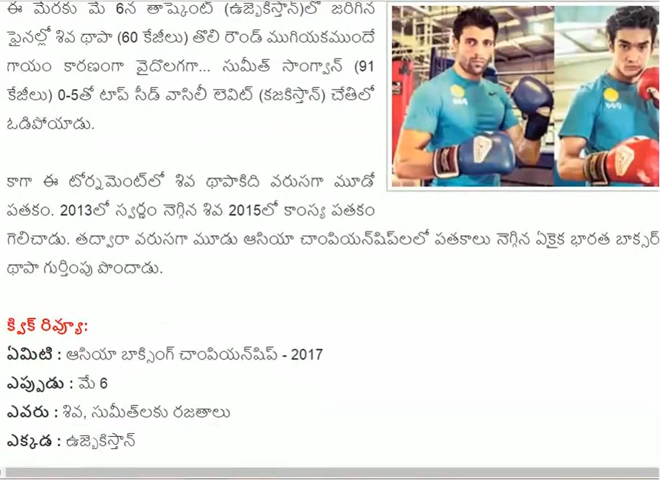 ఈ మేరకు మే 6న తాష్కెంట్ (ఉజ్బెకిస్తాన్)లో జరిగిన
ఫైనల్లో శివ థాపా (60 కేజీలు) తొలి రౌండ్ ముగియకముందే
గాయం కారణంగా వైదొలగగా... సుమీత్ సాంగ్వాన్ (91
కేజీలు) 0-5తో టాప్ సీడ్ వాసిలీ లెవిట్ (కజకిస్తాన్) చేతిలో
ఓడిపోయాడు.
కాగా ఈ టోర్నమెంట్‌లో శివ థాపాకిది వరుసగా మూడో
పతకం. 2013లో స్వర్ణం నెగ్గిన శివ 2015లో కాంస్య పతకం
గెలిచాడు. తద్వారా వరుసగా మూడు ఆసియా చాంపియన్‌షిప్‌లలో పతకాలు నెగ్గిన ఏకైక భారత బాక్సర్
థాపా గుర్తింపు పొందాడు.
క్విక్ రివ్యూ:
ఏమిటి : ఆసియా బాక్సింగ్ చాంపియన్‌షిప్ - 2017
ఎప్పుడు : మే 6
ఎవరు : శివ, సుమీత్‌లకు రజతాలు
ఎక్కడ : ఉజ్బెకిస్తాన్